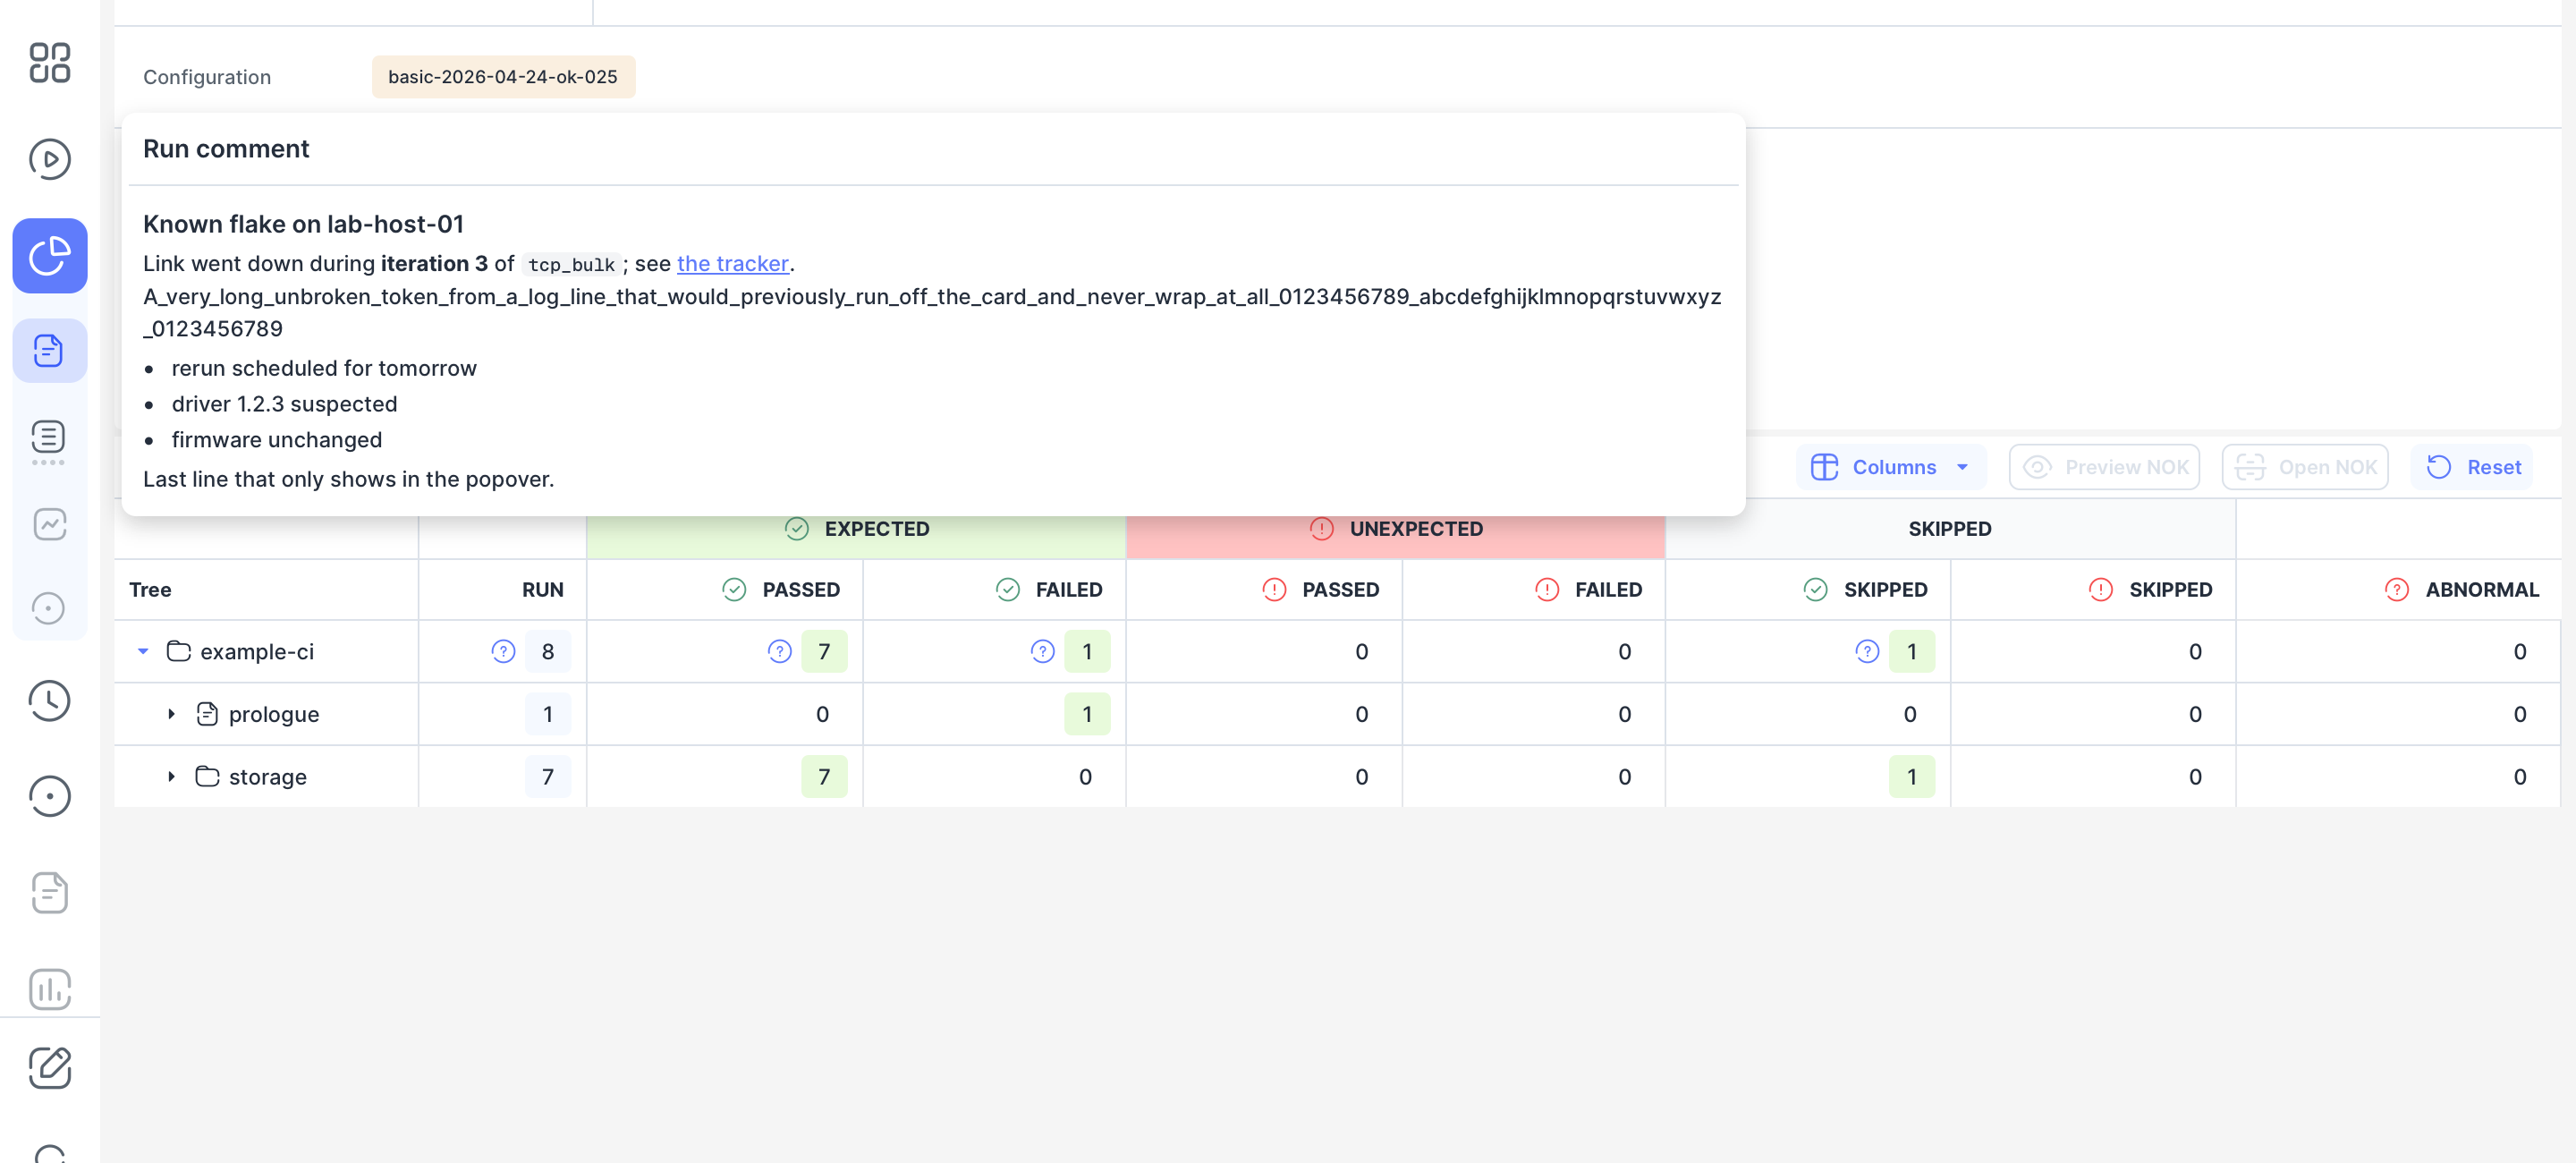 Configuration basic-2026-04-24-ok-025
Run comment
Known flake on lab-host-01
Link went down during iteration 3 of tcp_bulk; see the tracker.
A_very_long_unbroken_token_from_a_log_line_that_would_previously_run_off_the_card_and_never_wrap_at_all_0123456789_abcdefghijklmnopqrstuvwxyz
_0123456789
• rerun scheduled for tomorrow
• driver 1.2.3 suspected
• firmware unchanged
Last line that only shows in the popover.
Columns Preview NOK Open NOK Reset
EXPECTED UNEXPECTED SKIPPED
Tree RUN PASSED FAILED PASSED FAILED SKIPPED SKIPPED ABNORMAL
example-ci 8 7 1 0 0 1 0 0
prologue 1 0 1 0 0 0 0 0
storage 7 7 0 0 0 1 0 0